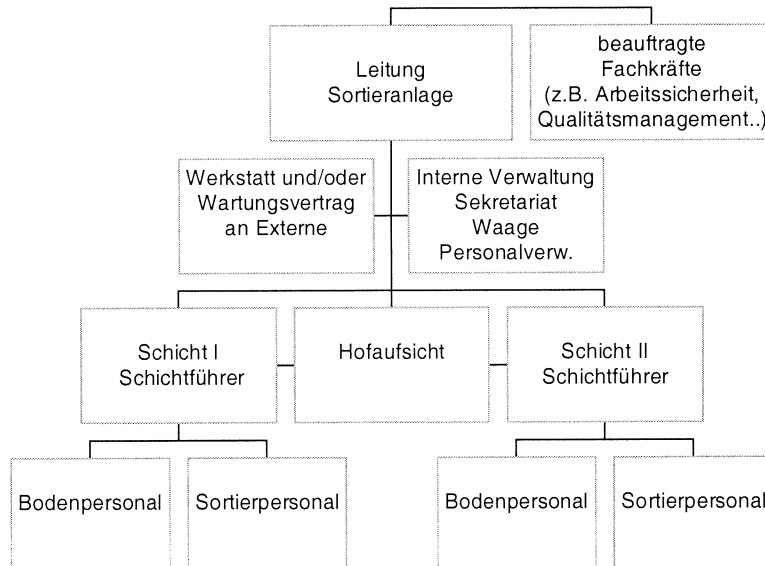 Leitung
Sortieranlage
beauftragte
Fachkräfte
(z.B. Arbeitssicherheit,
Qualitätsmanagement..)
Werkstatt und/oder
Wartungsvertrag
an Externe
Interne Verwaltung
Sekretariat
Waage
Personalverw.
Schicht I
Schichtführer
Hofaufsicht
Schicht II
Schichtführer
Bodenpersonal
Sortierpersonal
Bodenpersonal
Sortierpersonal